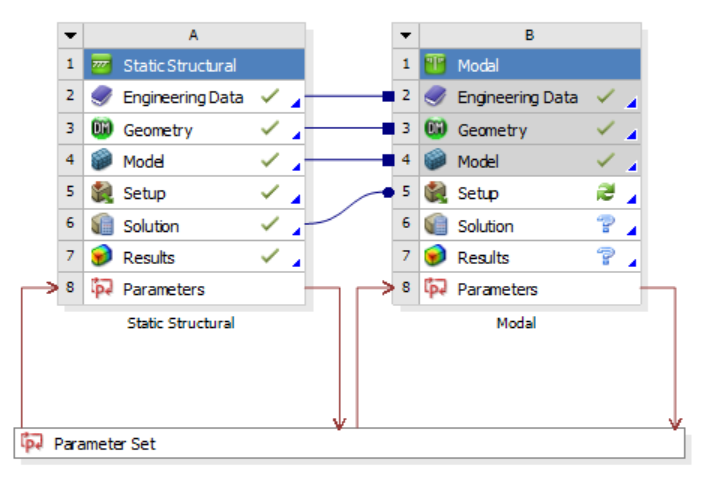 A
1 Static Structural
2 Engineering Data
3 DM Geometry
4 Model
5 Setup
6 Solution
7 Results
8 Parameters
Static Structural
B
1 Modal
2 Engineering Data
3 DM Geometry
4 Model
5 Setup
6 Solution
7 Results
8 Parameters
Modal
Parameter Set